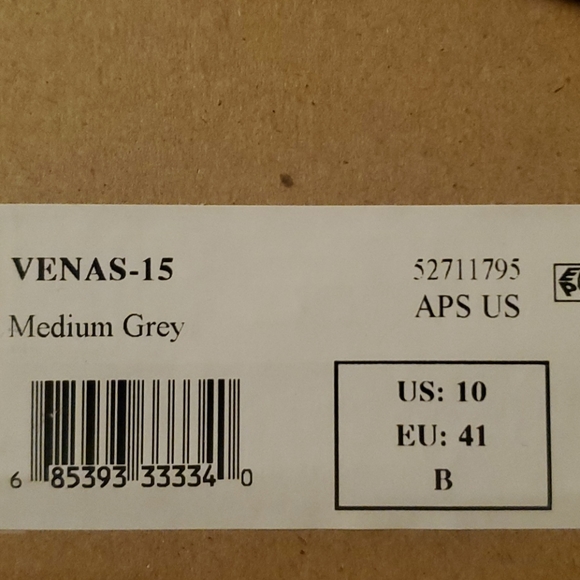 VENAS-15
52711795
APS US
Medium Grey
US: 10
EU: 41
B
6 85393 33334 0